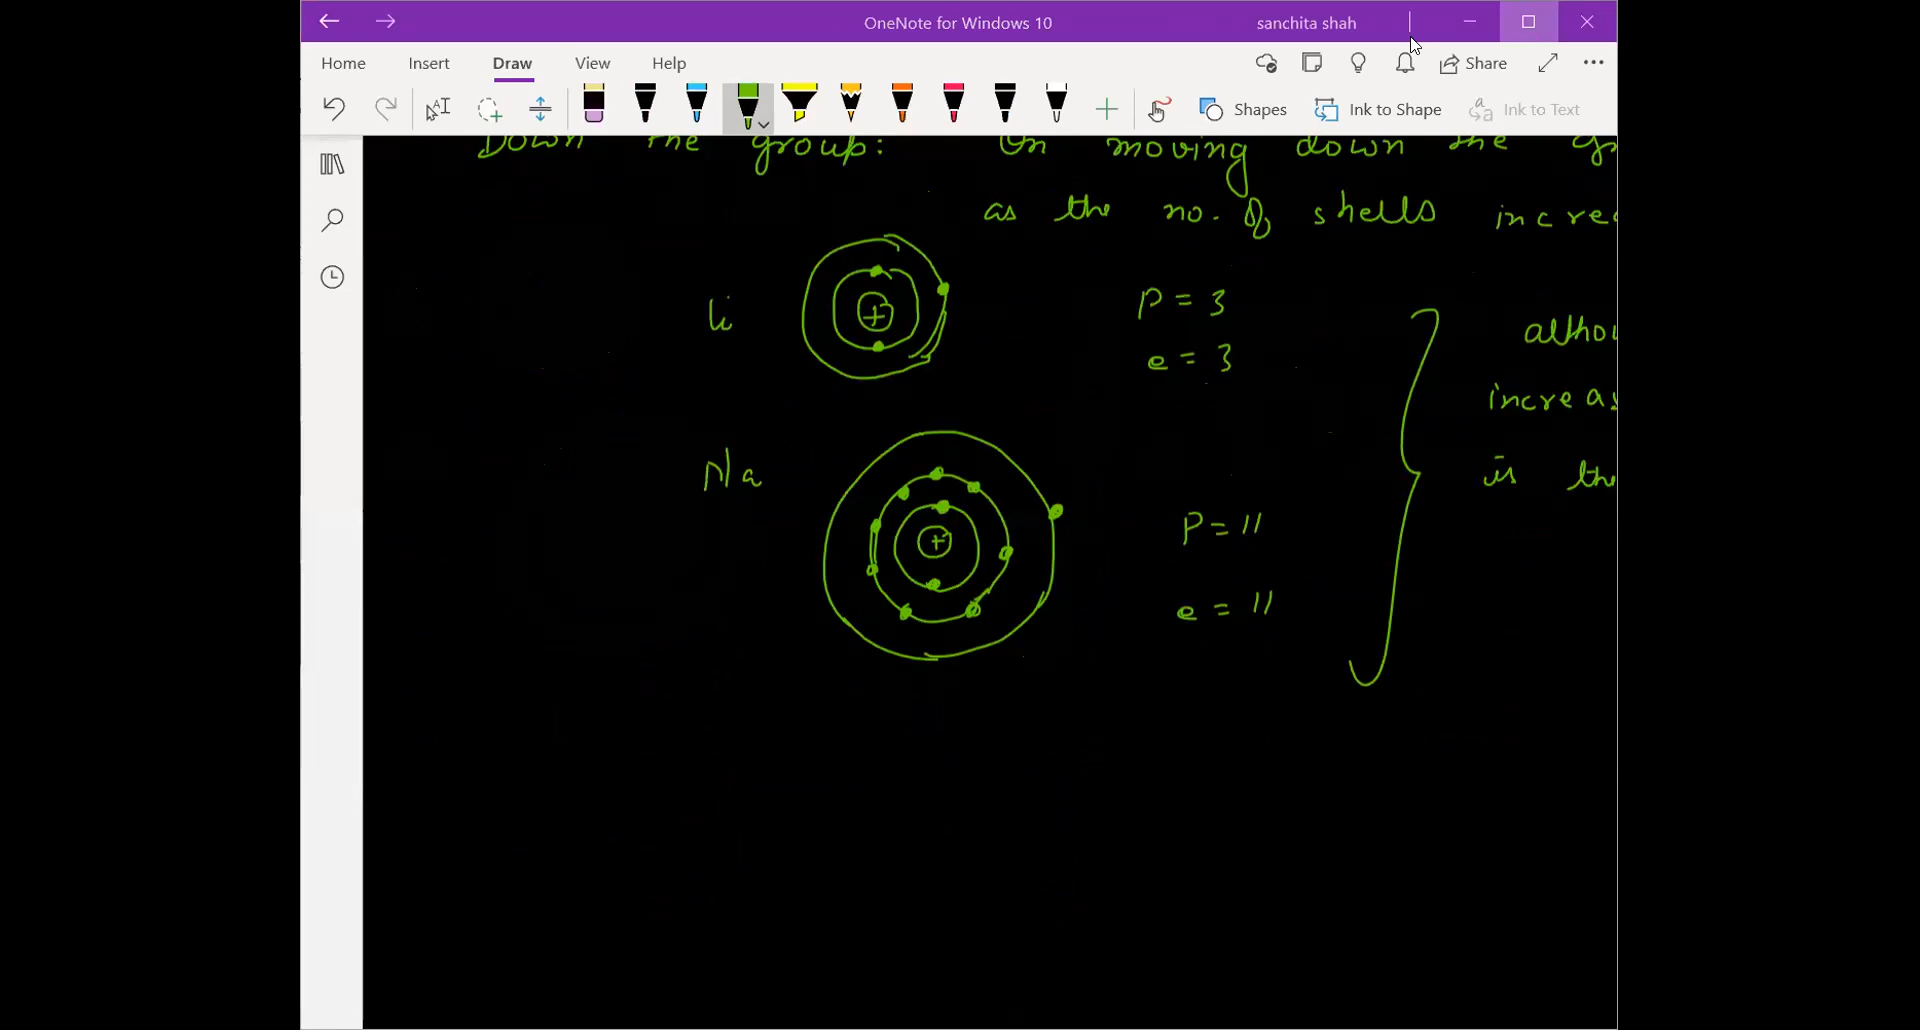 OneNote for Windows 10
sanchita shah
Home Insert Draw View Help
Share
Shapes
Ink to Shape
Ink to Text
Down the group: On moving down the
as the no. of shells increa
Li
+
p = 3
e = 3
althou
increas
is the
Na
+
P = 11
e = 11